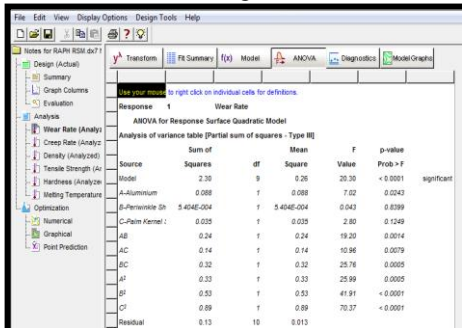 File Edit View Display Options Design Tools Help
Notes for RAPH RSM dx7 f
Design (Actual)
Summary
Graph Columns
Evaluation
Analysis
Wear Rate (Analyz
Creep Rate (Analyz
Density (Analyzed)
Tensile Strength (An
Hardness (Analyze
Melting Temperature
Optimization
Numerical
Graphical
Point Prediction
yλ Transform Fit Summary f(x) Model ANOVA Diagnostics Model Graphs
Use your mouse to right click on individual cells for definitions.
Response 1 Wear Rate
ANOVA for Response Surface Quadratic Model
Analysis of variance table [Partial sum of squares - Type III]
Sum of Mean F p-value
Source Squares df Square Value Prob > F
Model 2.30 9 0.26 20.30 < 0.0001 significant
A-Aluminium 0.088 1 0.088 7.02 0.0243
B-Periwinkle Sh 5.404E-004 1 5.404E-004 0.043 0.8399
C-Palm Kernel S 0.035 1 0.035 2.80 0.1249
AB 0.24 1 0.24 19.20 0.0014
AC 0.14 1 0.14 10.96 0.0079
BC 0.32 1 0.32 25.76 0.0005
A² 0.33 1 0.33 25.99 0.0005
B² 0.53 1 0.53 41.91 < 0.0001
C² 0.89 1 0.89 70.37 < 0.0001
Residual 0.13 10 0.013